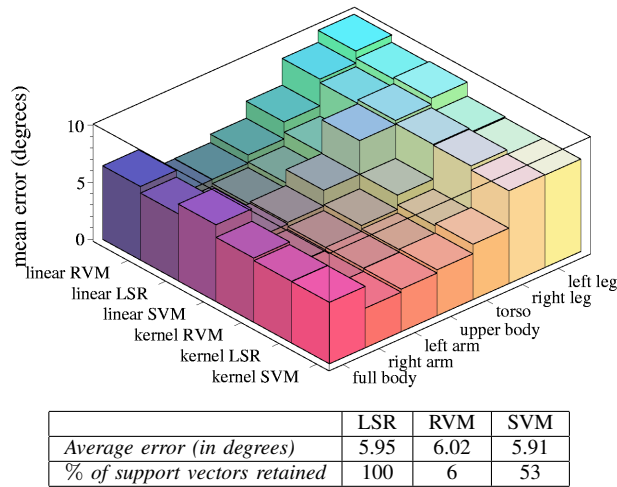 mean error (degrees)
10
5
0
linear RVM
linear LSR
linear SVM
kernel RVM
kernel LSR
kernel SVM
left leg
right leg
torso
upper body
left arm
right arm
full body
LSR RVM SVM
Average error (in degrees) 5.95 6.02 5.91
% of support vectors retained 100 6 53